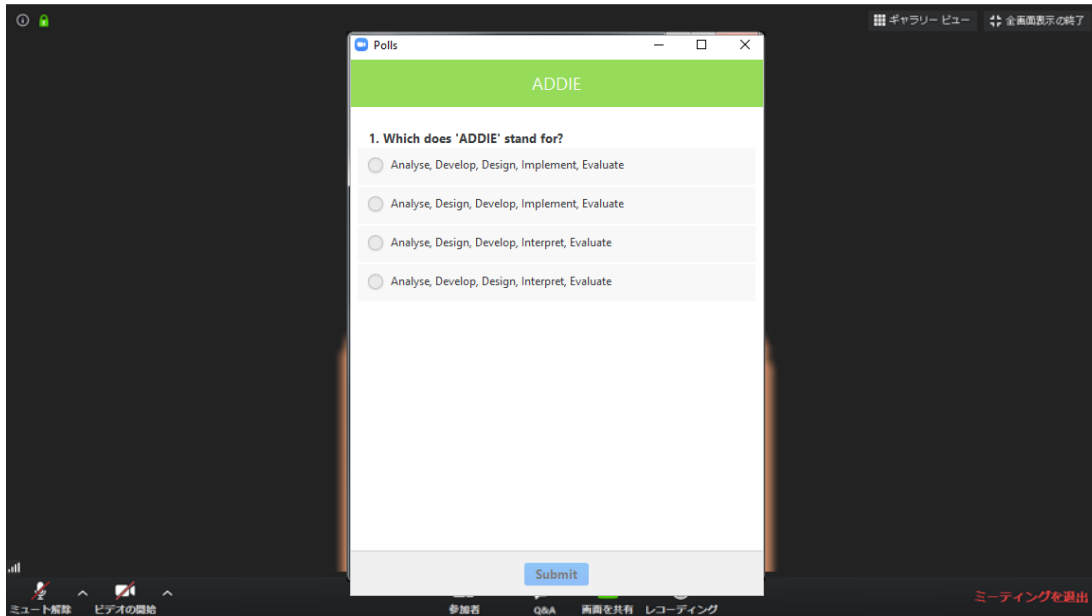 ギャラリー ビュー 全画面表示の終了
Polls
ADDIE
1. Which does 'ADDIE' stand for?
Analyse, Develop, Design, Implement, Evaluate
Analyse, Design, Develop, Implement, Evaluate
Analyse, Design, Develop, Interpret, Evaluate
Analyse, Develop, Design, Interpret, Evaluate
Submit
ミュート解除 ビデオの開始 参加者 Q&A 画面を共有 レコーディング ミーティングを退出